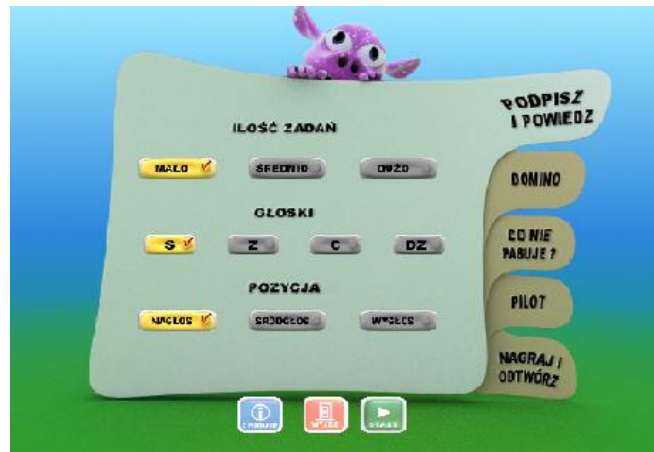 PODPISZ
I POWIEDZ
ILOŚĆ ZADAŃ
MAŁO ŚREDNIO DUŻO
DOMINO
GŁOSKI
S Z C DZ
CO NIE
PASUJE ?
POZYCJA
NAGŁOS ŚRÓDGŁOS WYGŁOS
PILOT
NAGRAJ I
ODTWÓRZ
START